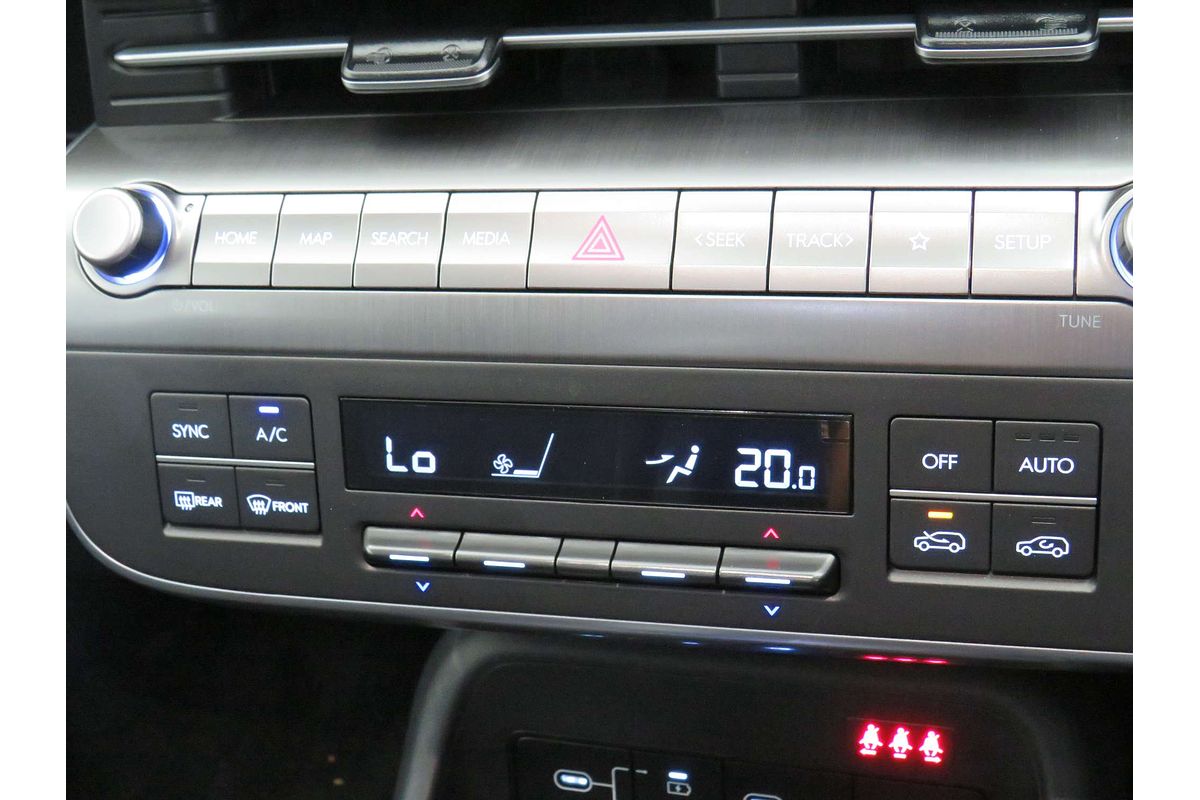 HOME MAP SEARCH MEDIA <SEEK TRACK> SETUP
/VOL
TUNE
SYNC A/C
Lo 20.0
OFF AUTO
REAR FRONT